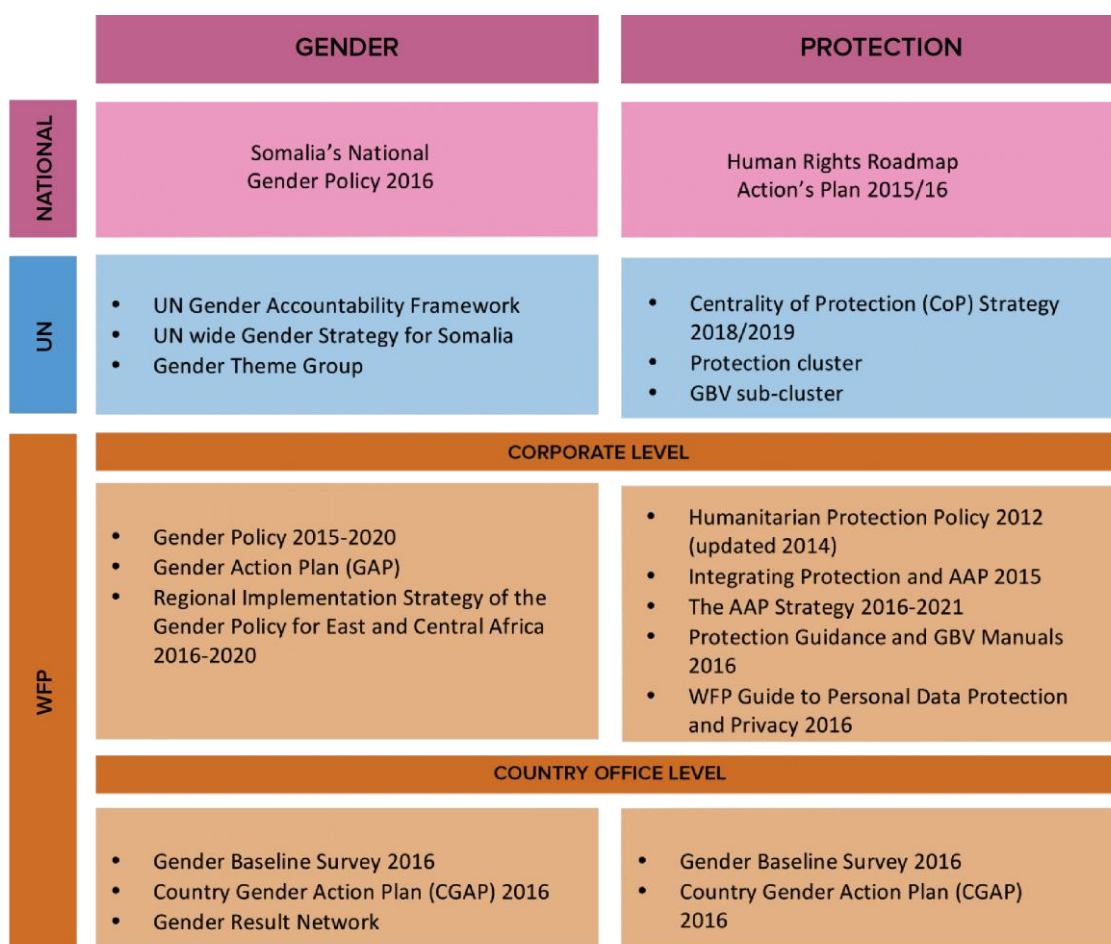 GENDER
PROTECTION
NATIONAL
Somalia's National
Gender Policy 2016
Human Rights Roadmap
Action's Plan 2015/16
UN
• UN Gender Accountability Framework
• UN wide Gender Strategy for Somalia
• Gender Theme Group
• Centrality of Protection (CoP) Strategy
2018/2019
• Protection cluster
• GBV sub-cluster
WFP
CORPORATE LEVEL
• Gender Policy 2015-2020
• Gender Action Plan (GAP)
• Regional Implementation Strategy of the
Gender Policy for East and Central Africa
2016-2020
• Humanitarian Protection Policy 2012
(updated 2014)
• Integrating Protection and AAP 2015
• The AAP Strategy 2016-2021
• Protection Guidance and GBV Manuals
2016
• WFP Guide to Personal Data Protection
and Privacy 2016
COUNTRY OFFICE LEVEL
• Gender Baseline Survey 2016
• Country Gender Action Plan (CGAP) 2016
• Gender Result Network
• Gender Baseline Survey 2016
• Country Gender Action Plan (CGAP)
2016